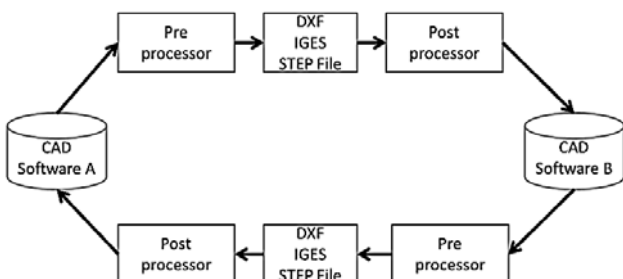 Pre
processor
DXF
IGES
STEP File
Post
processor
CAD
Software A
CAD
Software B
Post
processor
DXF
IGES
STEP File
Pre
processor